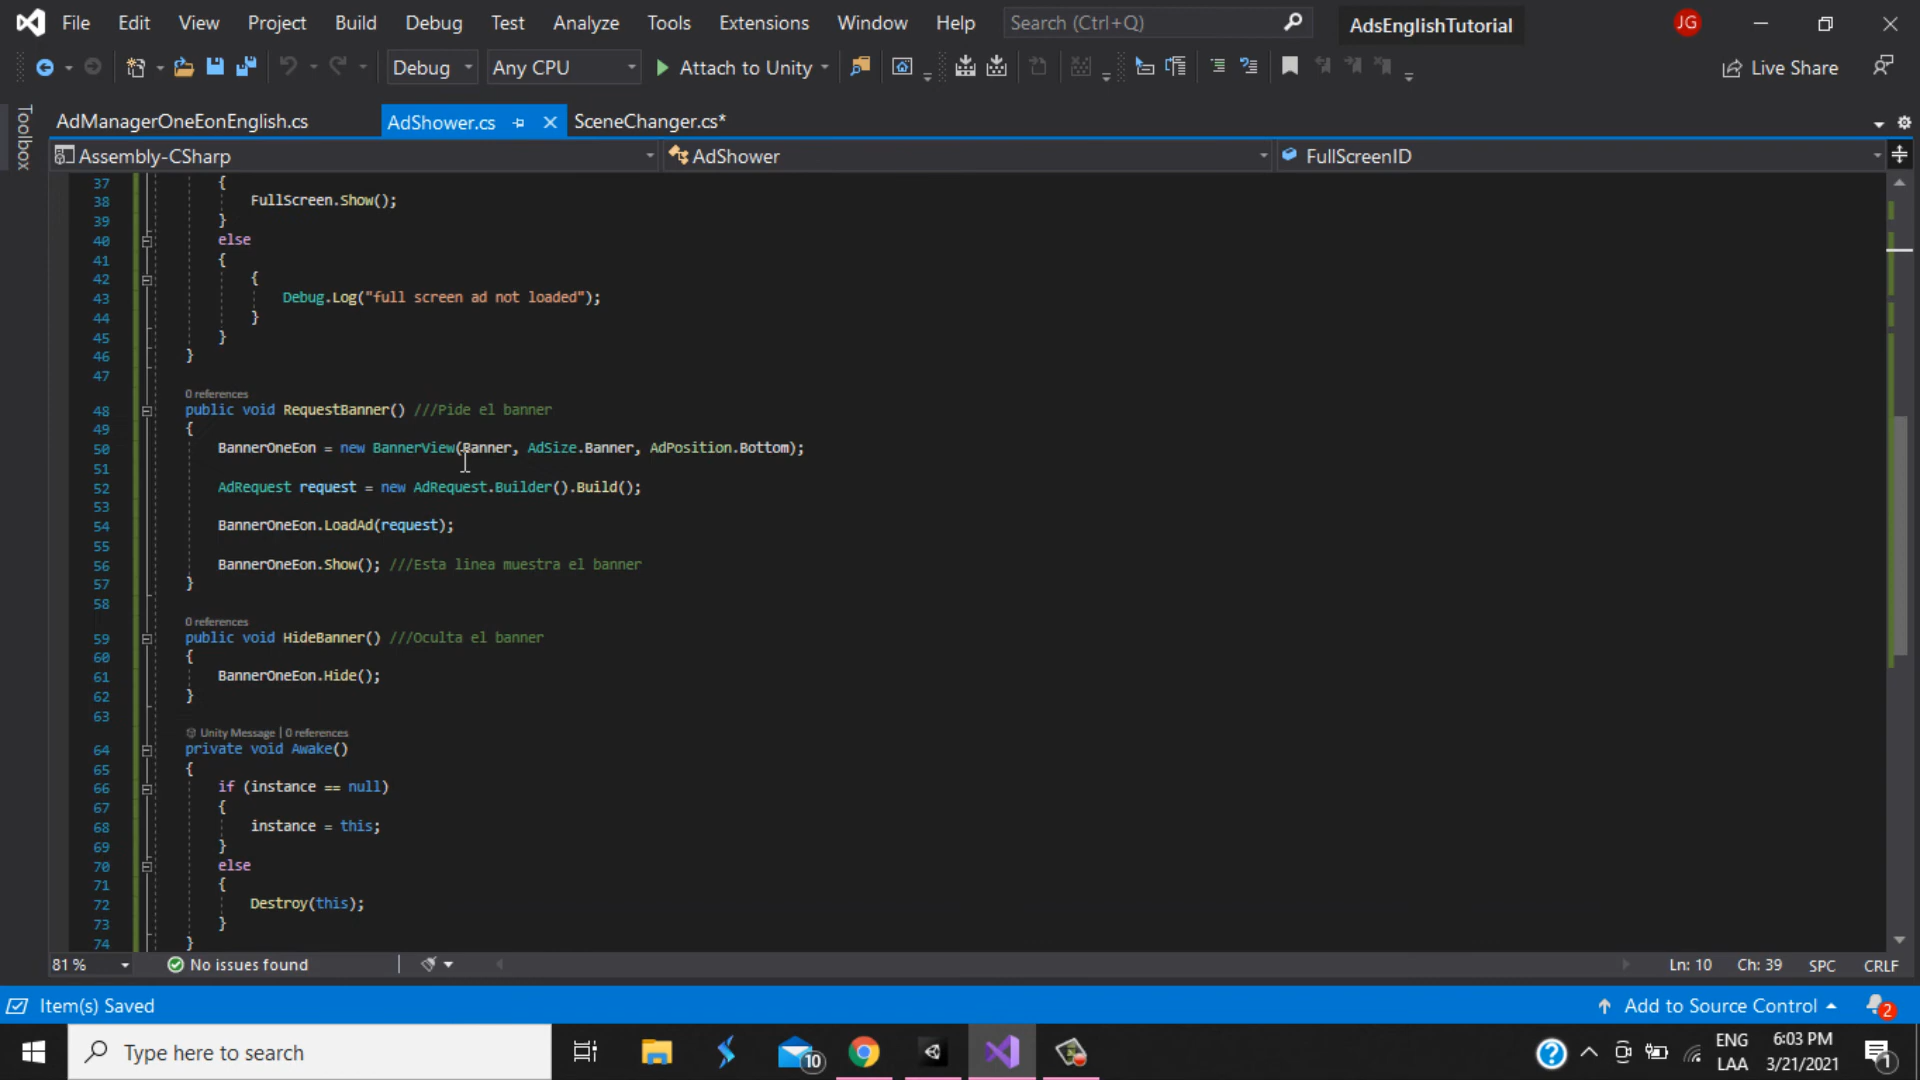 File Edit View Project Build Debug Test Analyze Tools Extensions Window Help Search (Ctrl+Q) AdsEnglishTutorial JG
Debug Any CPU Attach to Unity Live Share
Toolbox
AdManagerOneEonEnglish.cs AdShower.cs SceneChanger.cs*
Assembly-CSharp AdShower FullScreenID
37 {
38 FullScreen.Show();
39 }
40 else
41 {
42 {
43 Debug.Log("full screen ad not loaded");
44 }
45 }
46 }
47
0 references
48 public void RequestBanner() ///Pide el banner
49 {
50 BannerOneEon = new BannerView(Banner, AdSize.Banner, AdPosition.Bottom);
51
52 AdRequest request = new AdRequest.Builder().Build();
53
54 BannerOneEon.LoadAd(request);
55
56 BannerOneEon.Show(); ///Esta linea muestra el banner
57 }
58
0 references
59 public void HideBanner() ///Oculta el banner
60 {
61 BannerOneEon.Hide();
62 }
63
Unity Message | 0 references
64 private void Awake()
65 {
66 if (instance == null)
67 {
68 instance = this;
69 }
70 else
71 {
72 Destroy(this);
73 }
74 }
81 % No issues found Ln: 10 Ch: 39 SPC CRLF
Item(s) Saved Add to Source Control 2
Type here to search 10 ENG 6:03 PM
LAA 3/21/2021 1